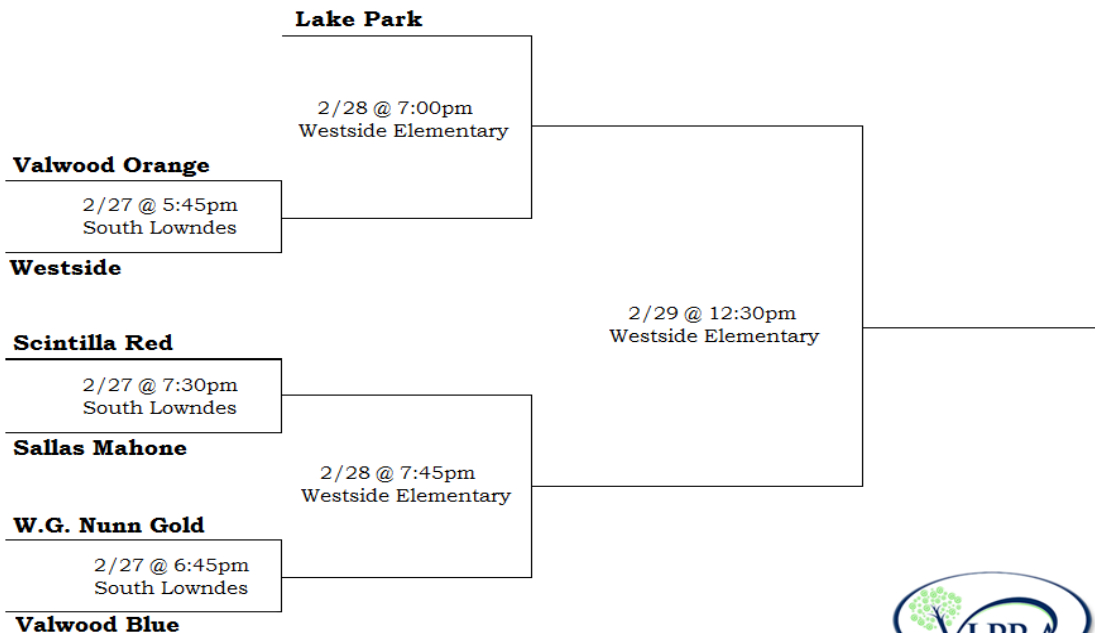 Lake Park
2/28 @ 7:00pm
Westside Elementary
Valwood Orange
2/27 @ 5:45pm
South Lowndes
Westside
2/29 @ 12:30pm
Westside Elementary
Scintilla Red
2/27 @ 7:30pm
South Lowndes
Sallas Mahone
2/28 @ 7:45pm
Westside Elementary
W.G. Nunn Gold
2/27 @ 6:45pm
South Lowndes
Valwood Blue